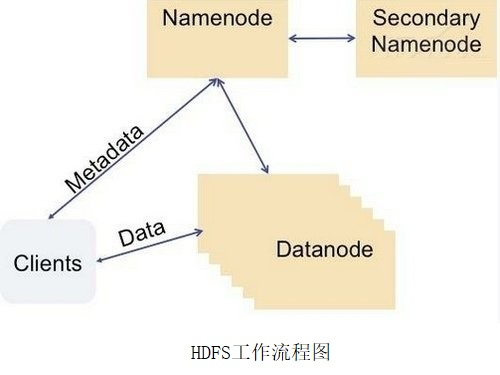 Namenode
Secondary
Namenode
Metadata
Data
Clients
Datanode
HDFS工作流程图